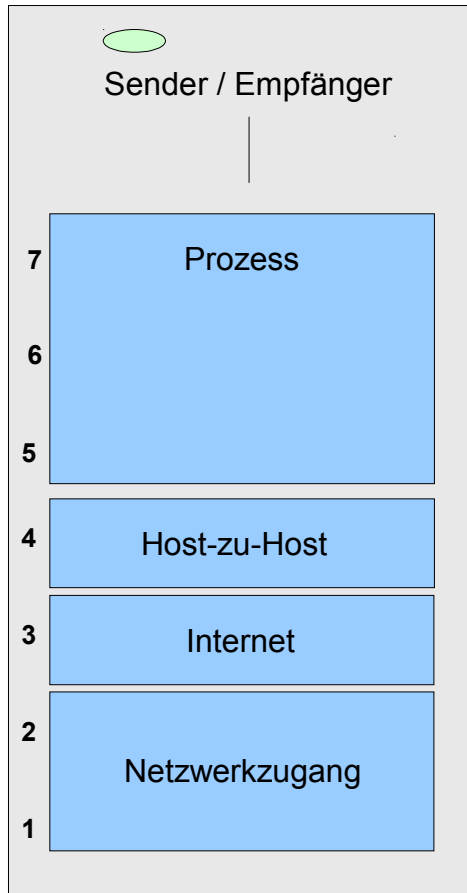 Sender / Empfänger
7 Prozess
6
5
4 Host-zu-Host
3 Internet
2
Netzwerkzugang
1